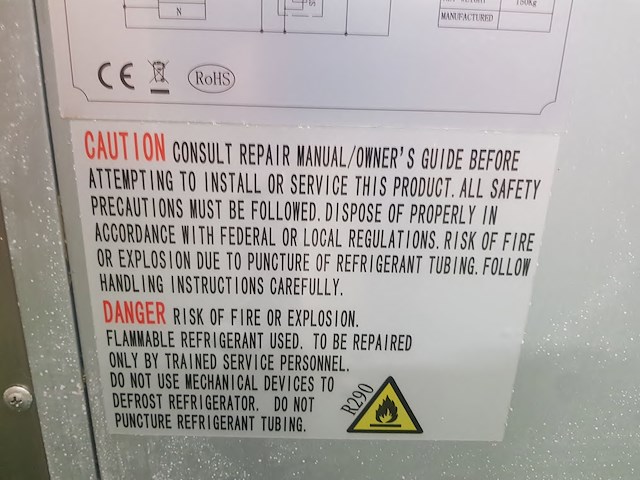 N
150Kg
MANUFACTURED
CE RoHS
CAUTION CONSULT REPAIR MANUAL/OWNER'S GUIDE BEFORE
ATTEMPTING TO INSTALL OR SERVICE THIS PRODUCT. ALL SAFETY
PRECAUTIONS MUST BE FOLLOWED. DISPOSE OF PROPERLY IN
ACCORDANCE WITH FEDERAL OR LOCAL REGULATIONS. RISK OF FIRE
OR EXPLOSION DUE TO PUNCTURE OF REFRIGERANT TUBING. FOLLOW
HANDLING INSTRUCTIONS CAREFULLY.
DANGER RISK OF FIRE OR EXPLOSION.
FLAMMABLE REFRIGERANT USED. TO BE REPAIRED
ONLY BY TRAINED SERVICE PERSONNEL.
DO NOT USE MECHANICAL DEVICES TO
DEFROST REFRIGERATOR. DO NOT
PUNCTURE REFRIGERANT TUBING.
R290